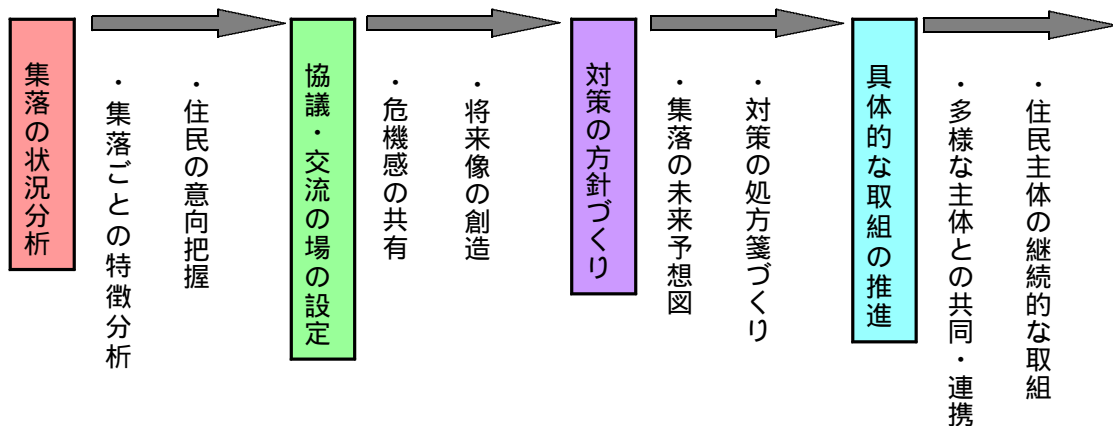 集落の状況分析
・集落ごとの特徴分析
・住民の意向把握
協議・交流の場の設定
・危機感の共有
・将来像の創造
対策の方針づくり
・集落の未来予想図
・対策の処方箋づくり
具体的な取組の推進
・多様な主体との共同・連携
・住民主体の継続的な取組